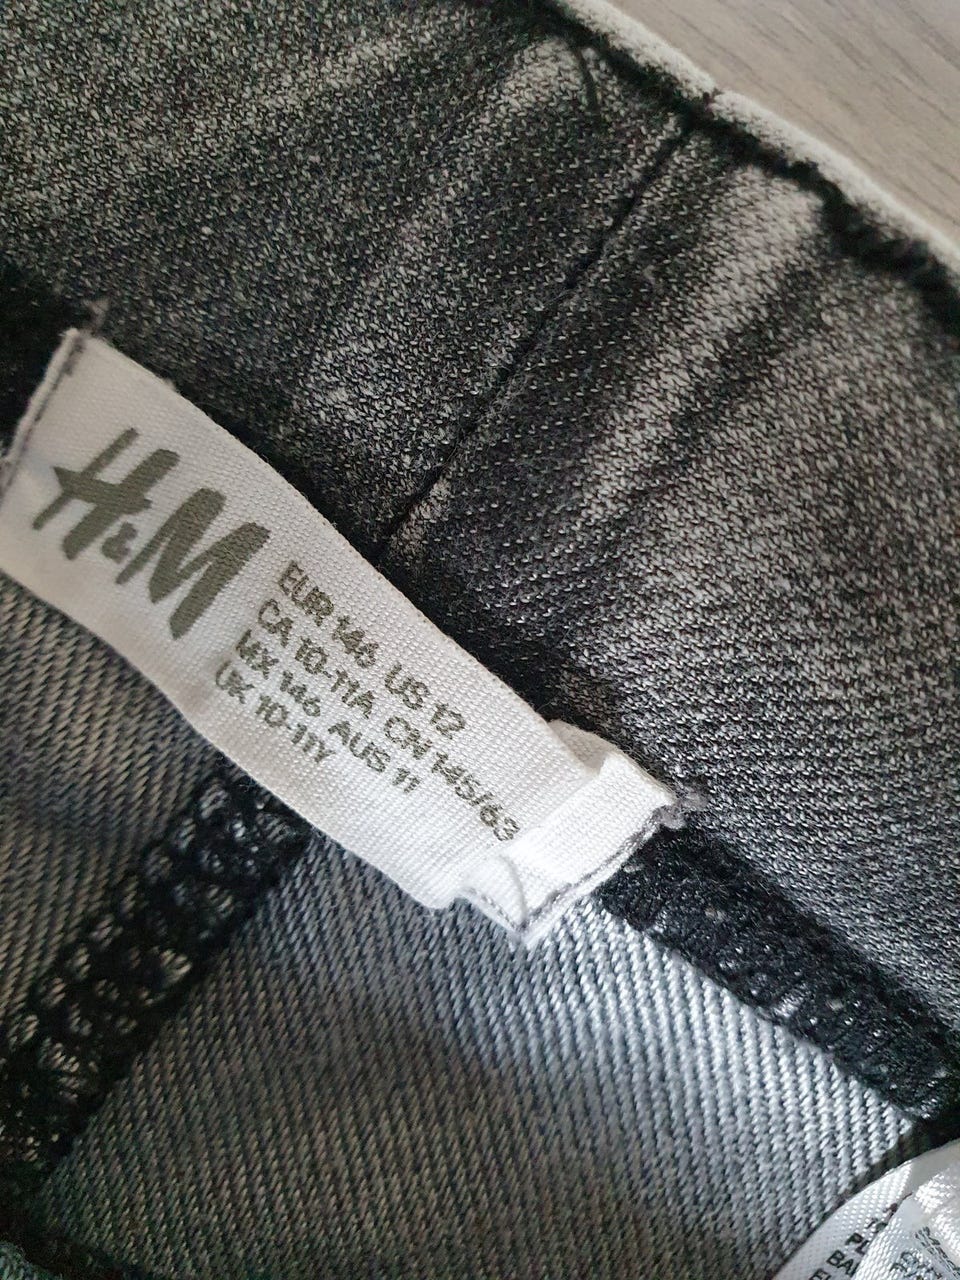 H&M
EUR 146 US 12
CA 10-11A CN 145/63
MX 146 AUS 11
UK 10-11Y